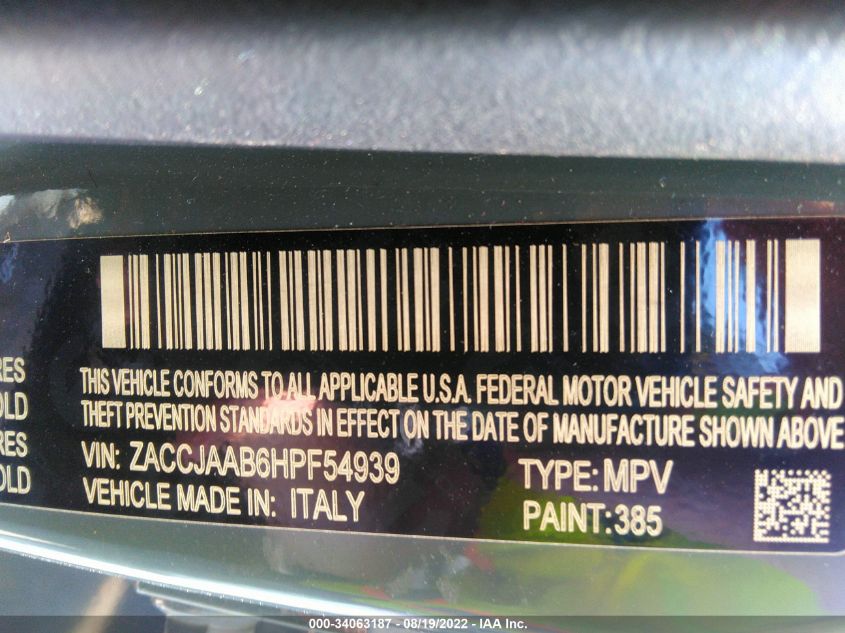 RES
OLD
RES
OLD
THIS VEHICLE CONFORMS TO ALL APPLICABLE U.S.A. FEDERAL MOTOR VEHICLE SAFETY AND
THEFT PREVENTION STANDARDS IN EFFECT ON THE DATE OF MANUFACTURE SHOWN ABOVE
VIN: ZACCJAAB6HPF54939
TYPE: MPV
VEHICLE MADE IN: ITALY
PAINT:385
000-34063187 - 08/19/2022 - IAA Inc.